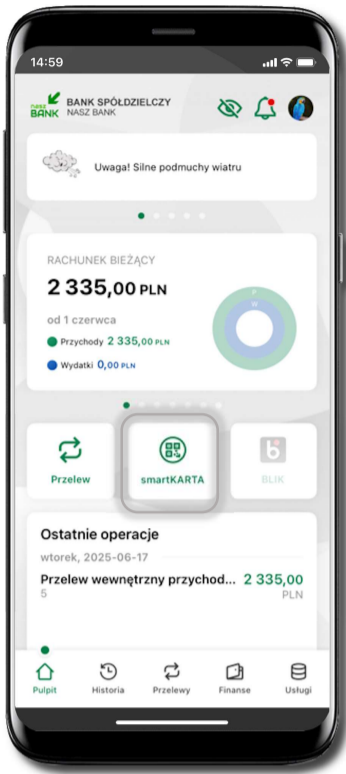 14:59
nasz
BANK
BANK SPÓŁDZIELCZY
NASZ BANK
Uwaga! Silne podmuchy wiatru
RACHUNEK BIEŻĄCY
2 335,00 PLN
od 1 czerwca
Przychody 2 335,00 PLN
Wydatki 0,00 PLN
P
W
Przelew
smartKARTA
BLIK
Ostatnie operacje
wtorek, 2025-06-17
Przelew wewnętrzny przychod... 2 335,00
5 PLN
Pulpit
Historia
Przelewy
Finanse
Usługi